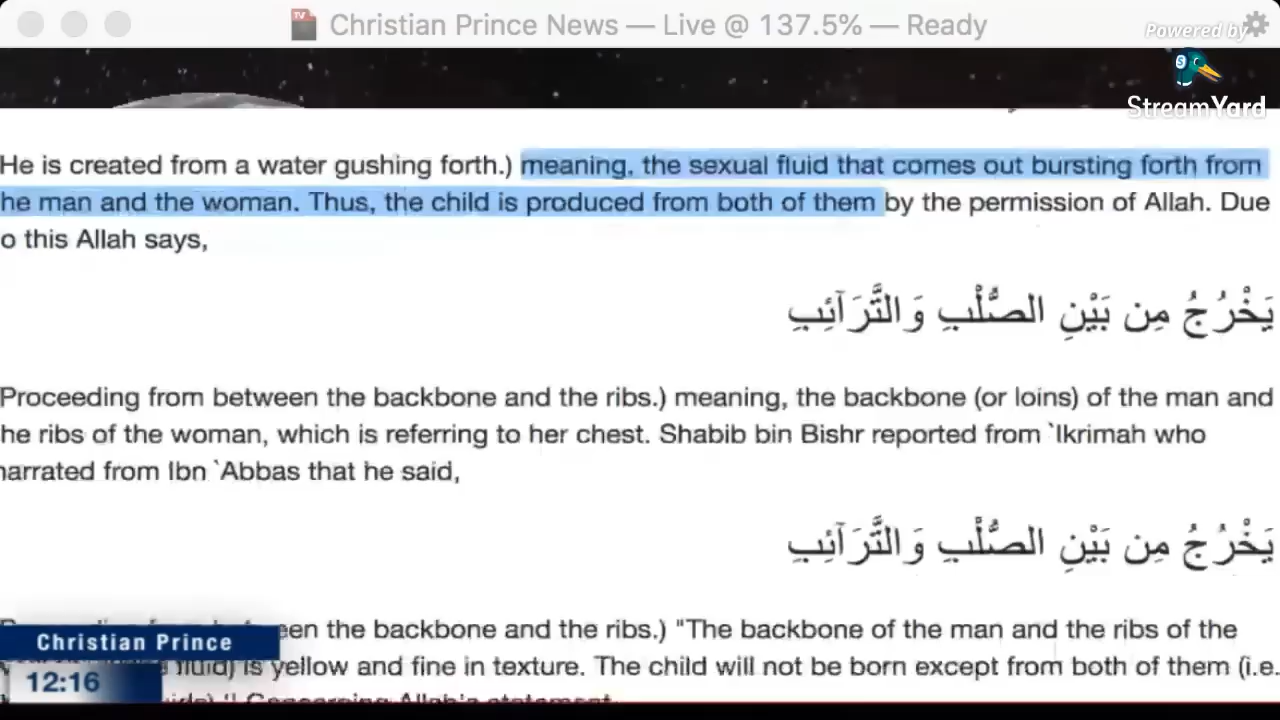 Christian Prince News — Live @ 137.5% — Ready
Powered by
StreamYard
He is created from a water gushing forth.) meaning, the sexual fluid that comes out bursting forth from
he man and the woman. Thus, the child is produced from both of them by the permission of Allah. Due
o this Allah says,
يَخْرُجُ مِن بَيْنِ الصُّلْبِ وَالتَّرَآئِبِ
Proceeding from between the backbone and the ribs.) meaning, the backbone (or loins) of the man and
he ribs of the woman, which is referring to her chest. Shabib bin Bishr reported from `Ikrimah who
narrated from Ibn `Abbas that he said,
يَخْرُجُ مِن بَيْنِ الصُّلْبِ وَالتَّرَآئِبِ
een the backbone and the ribs.) "The backbone of the man and the ribs of the
fluid) is yellow and fine in texture. The child will not be born except from both of them (i.e.
Concerning Allah's statement,
Christian Prince
12:16